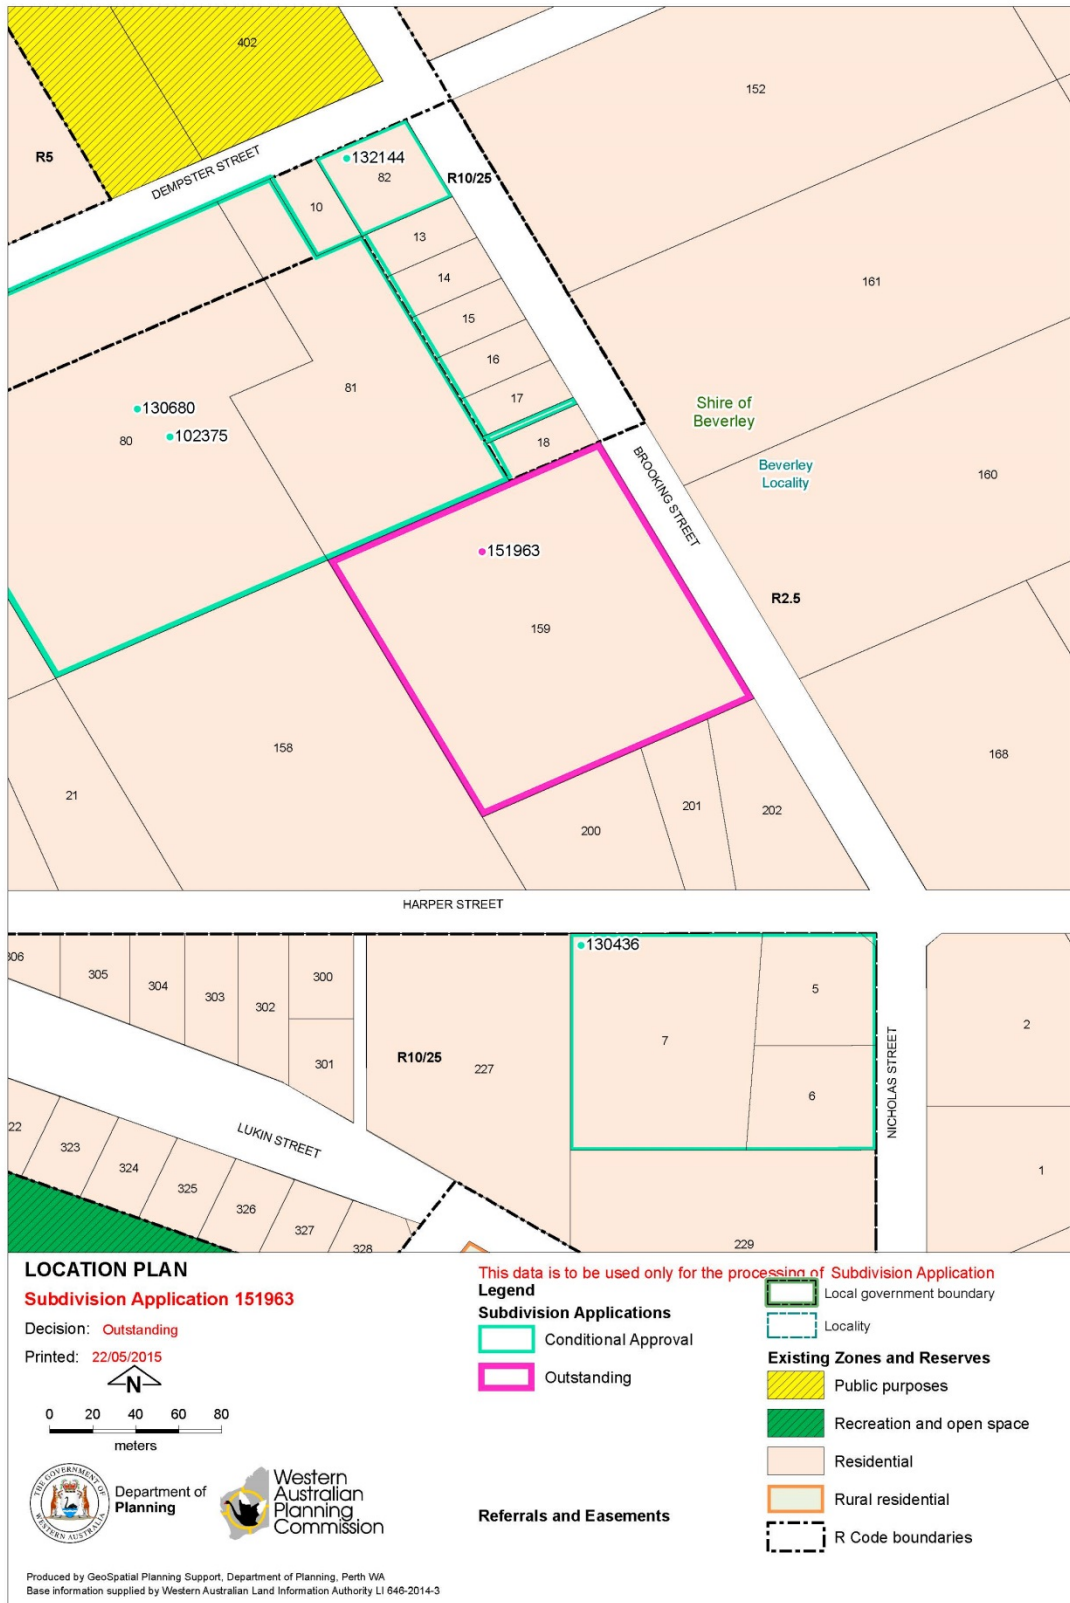 402
152
R5
DEMPSTER STREET
132144
82
R10/25
10
13
14
161
15
16
81
17
130680
80
102375
18
Shire of
Beverley
BROOKING STREET
Beverley
Locality
160
151963
R2.5
159
158
168
21
201
202
200
HARPER STREET
130436
306
305
304
303
302
300
5
2
7
R10/25
227
301
6
NICHOLAS STREET
LUKIN STREET
22
323
324
325
326
327
328
1
229
LOCATION PLAN
Subdivision Application 151963
Decision: Outstanding
Printed: 22/05/2015
N
0 20 40 60 80
meters
THE GOVERNMENT OF
WESTERN AUSTRALIA
Department of
Planning
Western
Australian
Planning
Commission
This data is to be used only for the processing of Subdivision Application
Legend
Subdivision Applications
Conditional Approval
Outstanding
Referrals and Easements
Local government boundary
Locality
Existing Zones and Reserves
Public purposes
Recreation and open space
Residential
Rural residential
R Code boundaries
Produced by GeoSpatial Planning Support, Department of Planning, Perth WA
Base information supplied by Western Australian Land Information Authority LI 646-2014-3